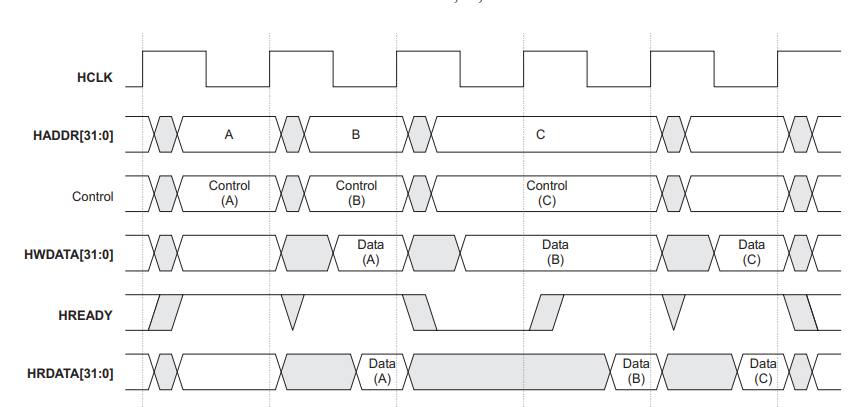 HCLK
HADDR[31:0] A B C
Control Control (A) Control (B) Control (C)
HWDATA[31:0] Data (A) Data (B) Data (C)
HREADY
HRDATA[31:0] Data (A) Data (B) Data (C)